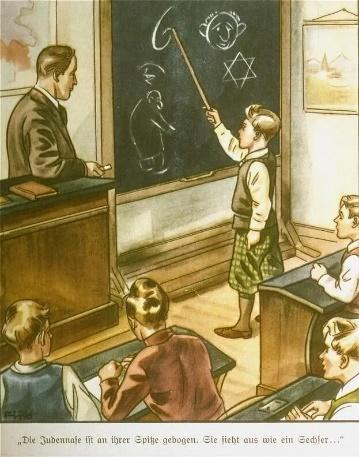 6
„Die Judennase ist an ihrer Spitze gebogen. Sie sieht aus wie ein Sechser..."